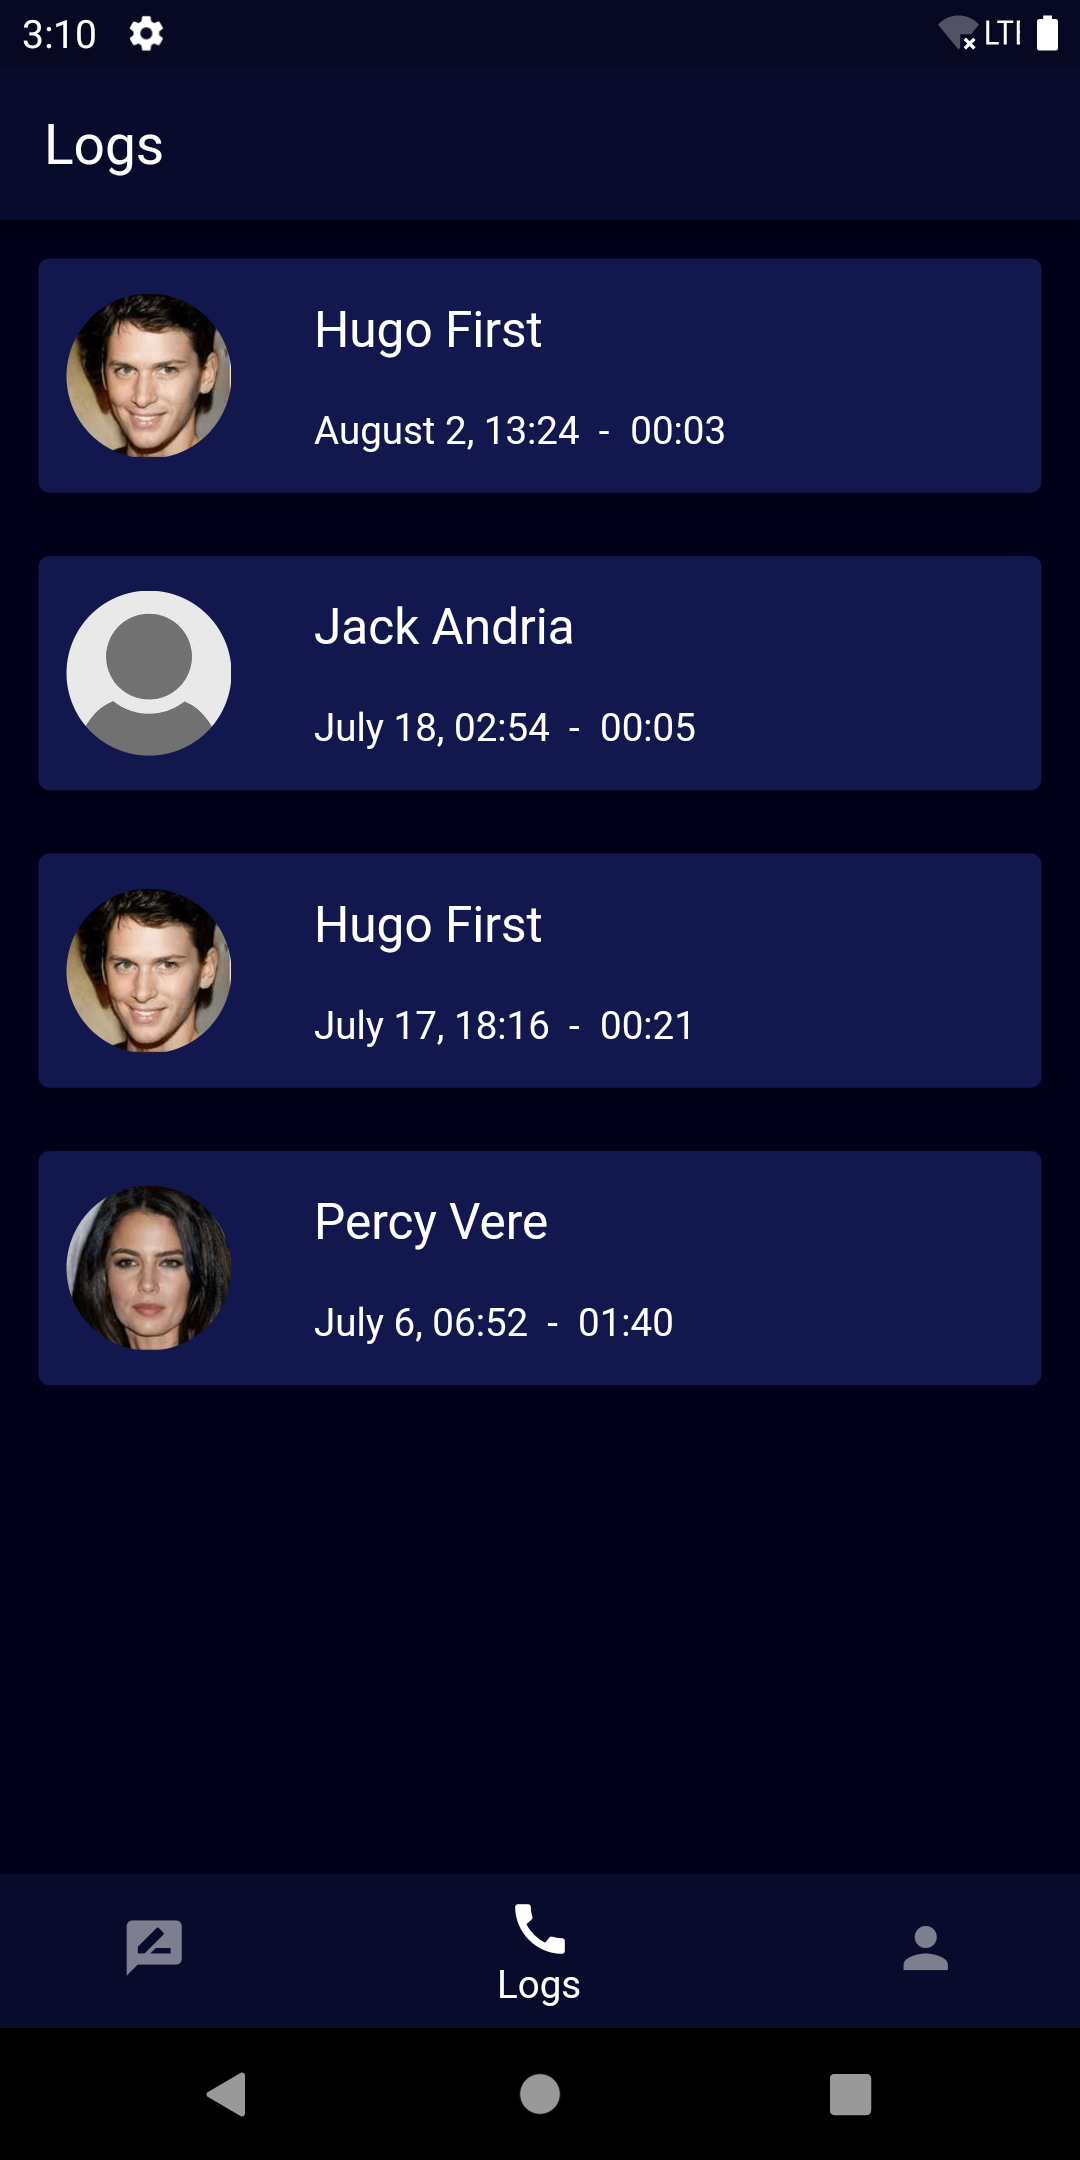 3:10 LTE
Logs
Hugo First
August 2, 13:24 - 00:03
Jack Andria
July 18, 02:54 - 00:05
Hugo First
July 17, 18:16 - 00:21
Percy Vere
July 6, 06:52 - 01:40
Logs